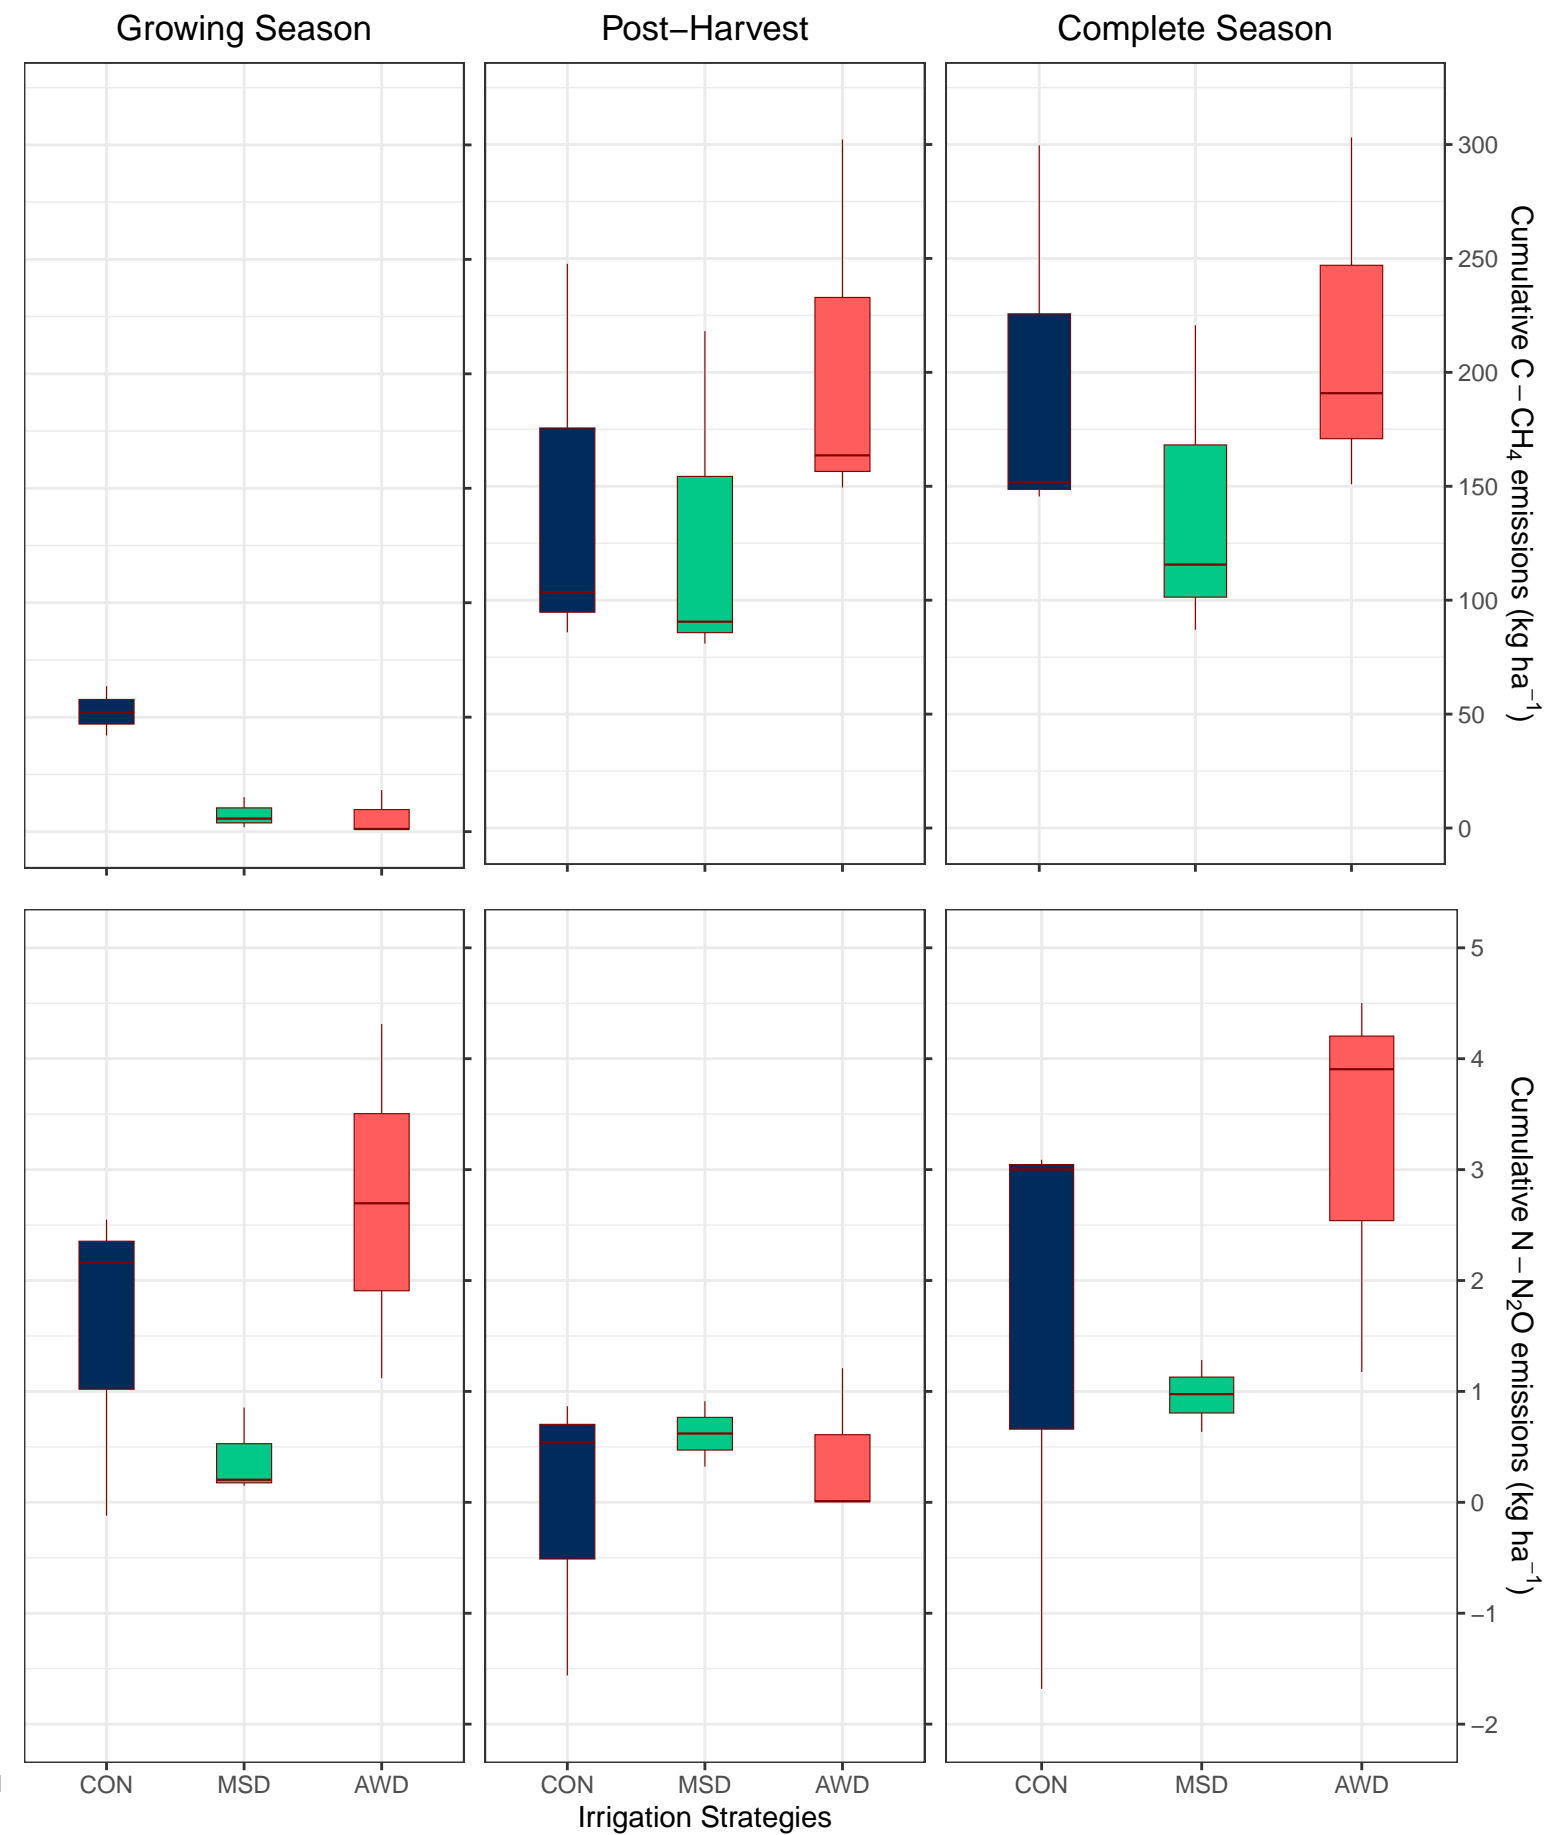 Growing Season
Post−Harvest
Complete Season
300
250
200
150
100
50
0
Cumulative C − CH₄ emissions (kg ha⁻¹)
5
4
3
2
1
0
−1
−2
Cumulative N − N₂O emissions (kg ha⁻¹)
CON MSD AWD
CON MSD AWD
CON MSD AWD
Irrigation Strategies